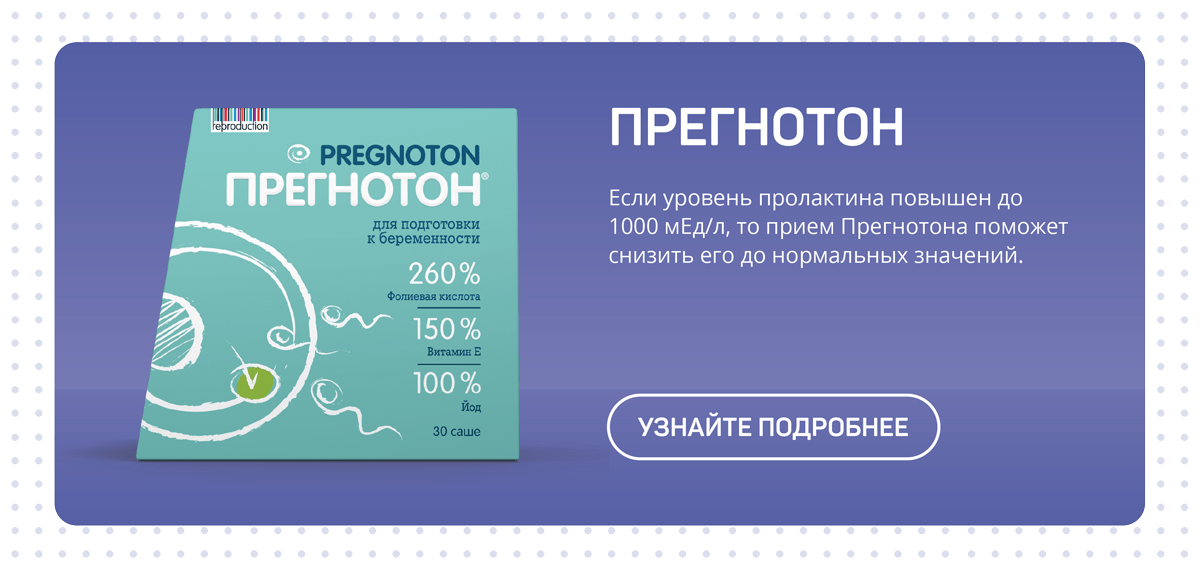 reproduction
PREGNOTON
ПРЕГНОТОН®
для подготовки
к беременности
260%
Фолиевая кислота
150%
Витамин Е
100%
Йод
30 саше
ПРЕГНОТОН
Если уровень пролактина повышен до
1000 мЕд/л, то прием Прегнотона поможет
снизить его до нормальных значений.
УЗНАЙТЕ ПОДРОБНЕЕ